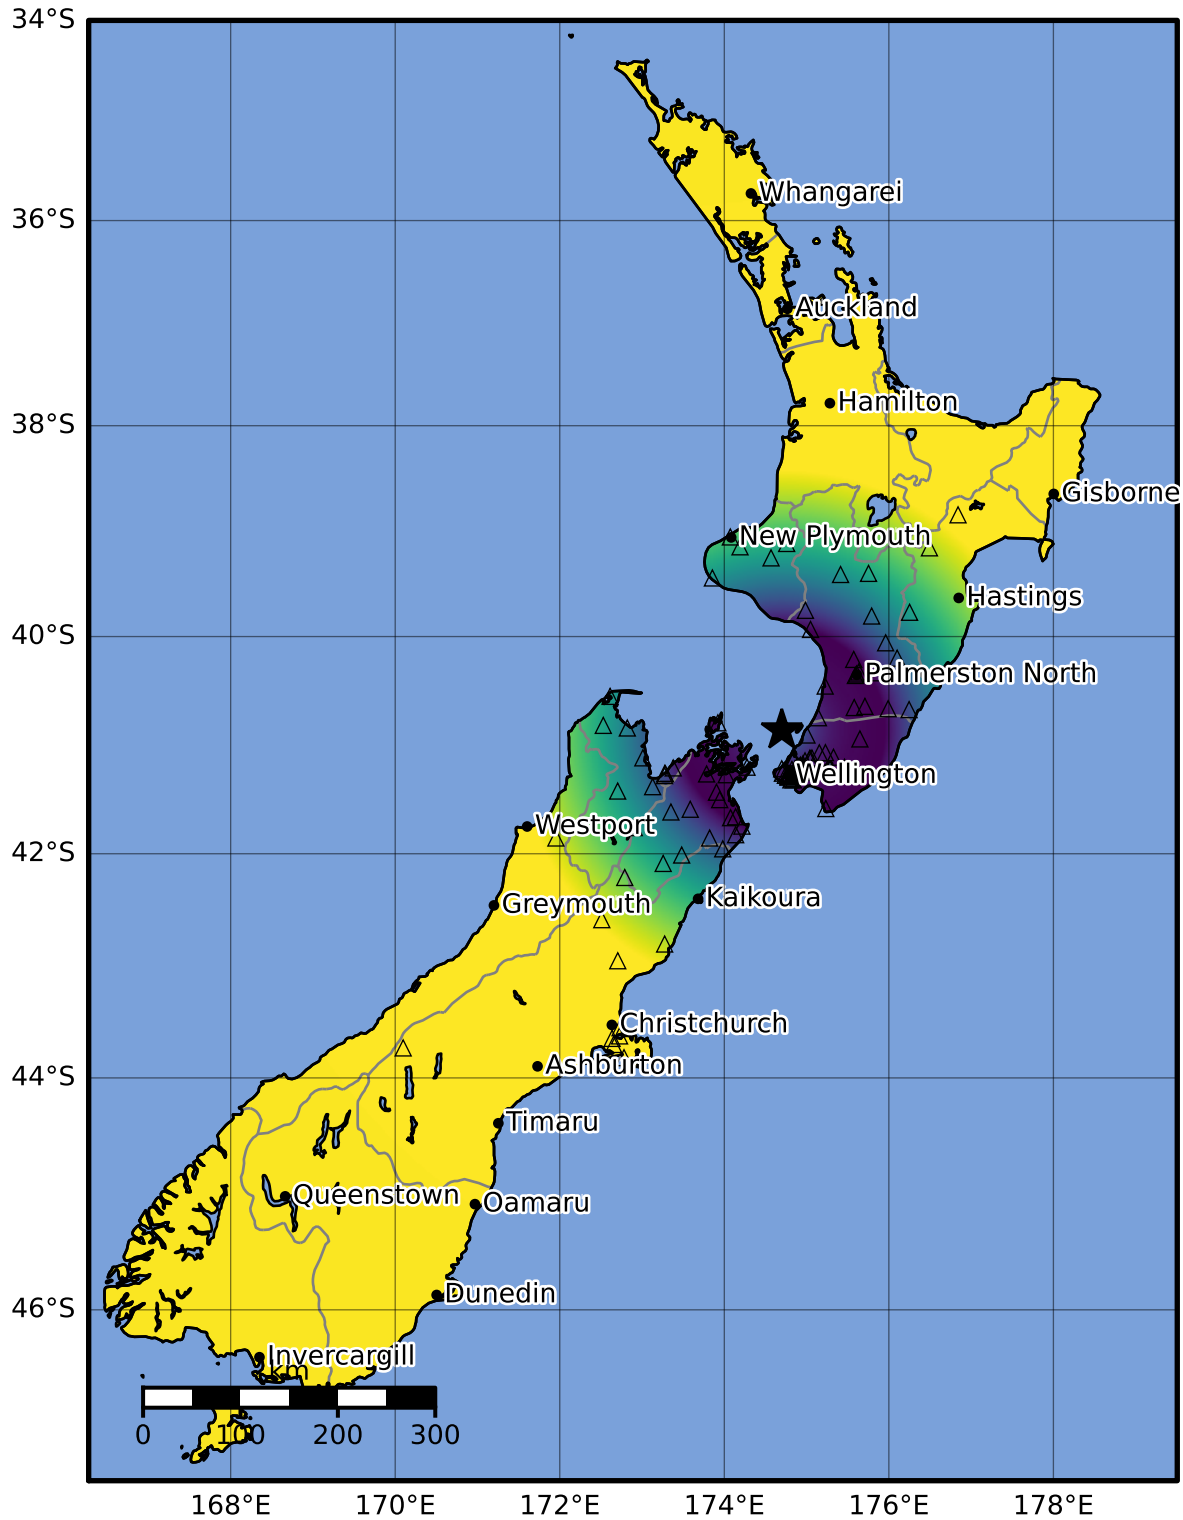 34°S
Whangarei
36°S
Auckland
Hamilton
38°S
Gisborne
New Plymouth
Hastings
40°S
Palmerston North
Wellington
Westport
42°S
Kaikoura
Greymouth
Christchurch
Ashburton
44°S
Timaru
Queenstown
Oamaru
Dunedin
46°S
Invercargill
km
0 100 200 300
168°E 170°E 172°E 174°E 176°E 178°E